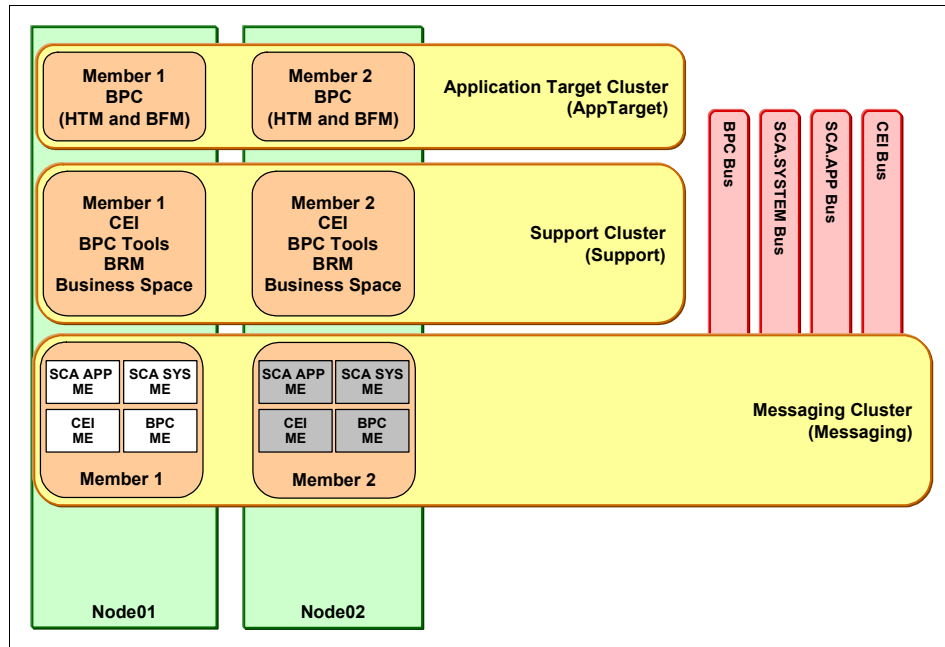 Member 1
BPC
(HTM and BFM)
Member 2
BPC
(HTM and BFM)
Application Target Cluster
(AppTarget)
BPC Bus
SCA.SYSTEM Bus
SCA.APP Bus
CEI Bus
Member 1
CEI
BPC Tools
BRM
Business Space
Member 2
CEI
BPC Tools
BRM
Business Space
Support Cluster
(Support)
SCA APP
ME
SCA SYS
ME
CEI
ME
BPC
ME
Member 1
SCA APP
ME
SCA SYS
ME
CEI
ME
BPC
ME
Member 2
Messaging Cluster
(Messaging)
Node01
Node02